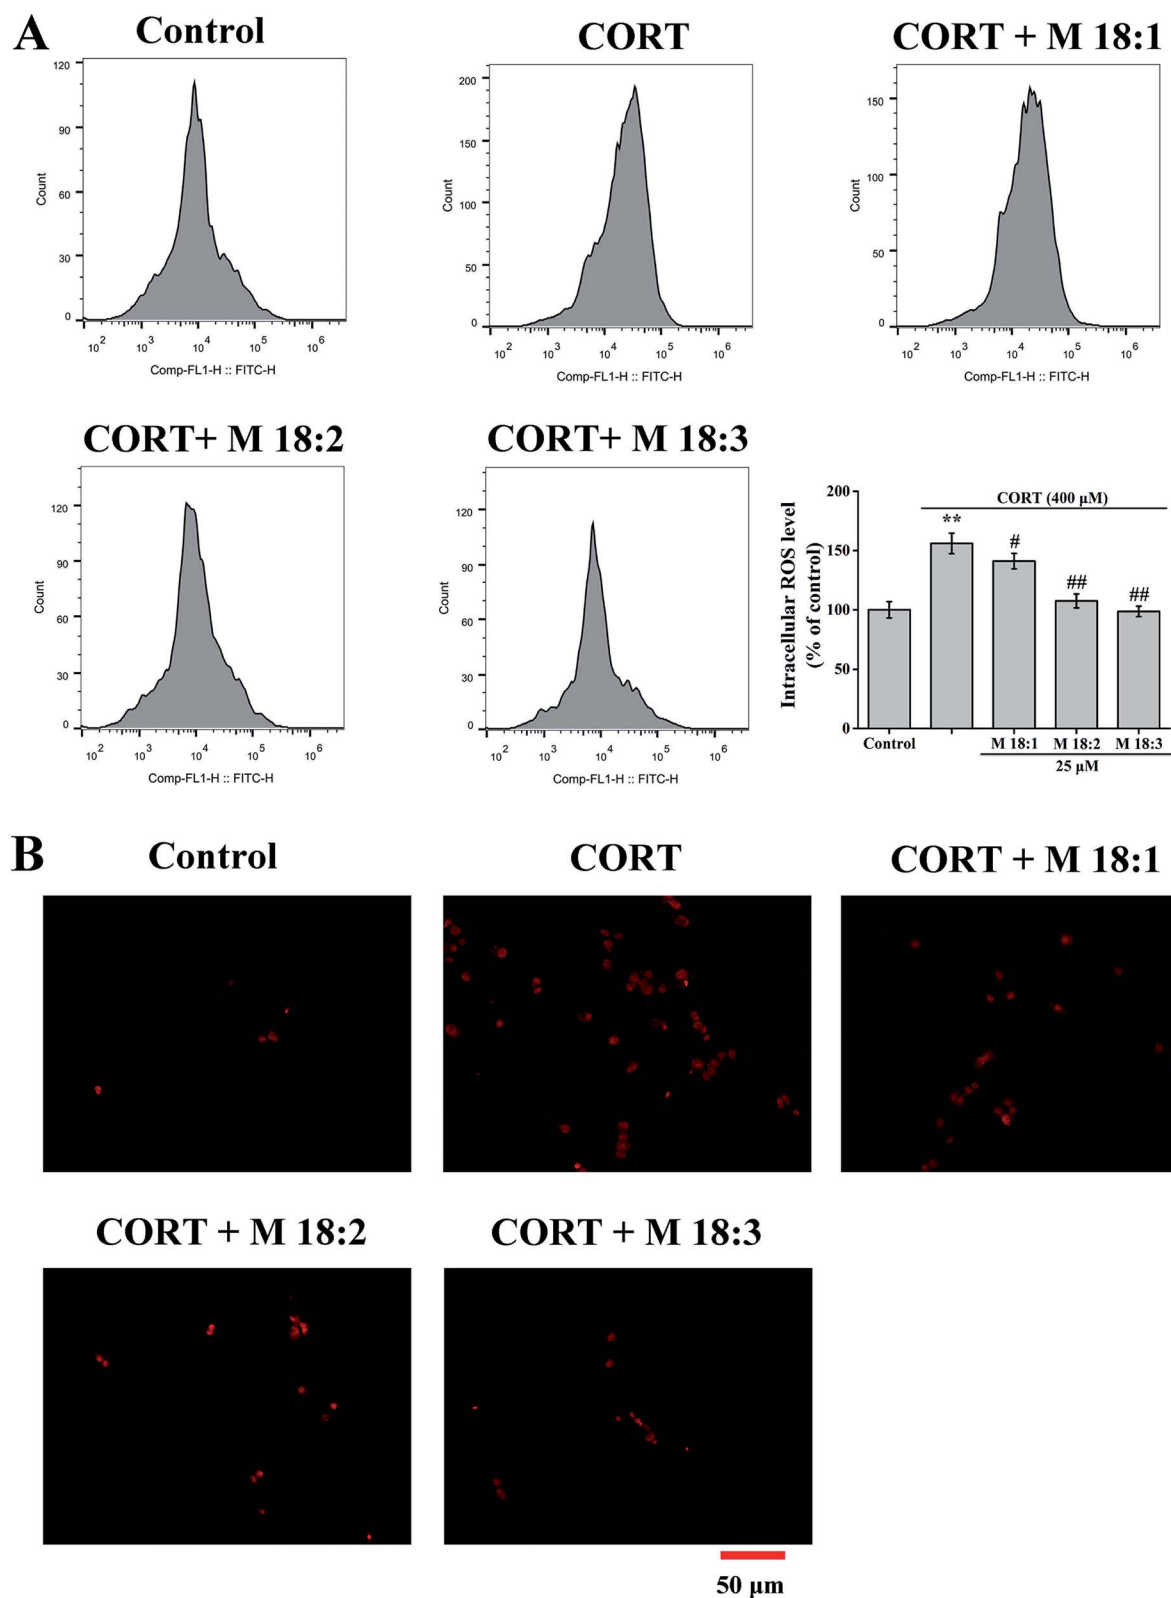 A
Control
CORT
CORT + M 18:1
120
90
60
30
0
Count
10^2 10^3 10^4 10^5 10^6
Comp-FL1-H :: FITC-H
200
150
100
50
0
Count
10^2 10^3 10^4 10^5 10^6
Comp-FL1-H :: FITC-H
150
100
50
0
Count
10^2 10^3 10^4 10^5 10^6
Comp-FL1-H :: FITC-H
CORT+ M 18:2
CORT+ M 18:3
120
90
60
30
0
Count
10^2 10^3 10^4 10^5 10^6
Comp-FL1-H :: FITC-H
120
90
60
30
0
Count
10^2 10^3 10^4 10^5 10^6
Comp-FL1-H :: FITC-H
Intracellular ROS level
(% of control)
200
150
100
50
0
CORT (400 μM)
**
#
##
##
Control
M 18:1 M 18:2 M 18:3
25 μM
B
Control
CORT
CORT + M 18:1
CORT + M 18:2
CORT + M 18:3
50 μm